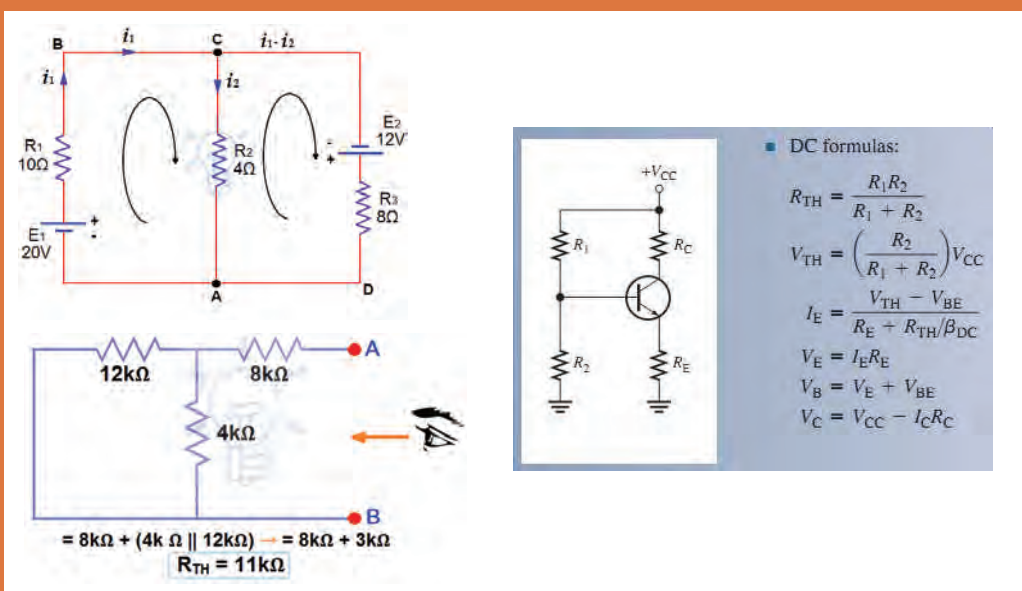 B
i₁
C
i₁- i₂
i₁
i₂
R₁
10Ω
R₂
4Ω
-
+
E₂
12V
R₃
8Ω
+
-
E₁
20V
A
D
12kΩ
8kΩ
A
4kΩ
B
= 8kΩ + (4k Ω || 12kΩ) → = 8kΩ + 3kΩ
R_TH = 11kΩ
+V_CC
R₁
R_C
R₂
R_E
■ DC formulas:
R_TH = R₁R₂ / (R₁ + R₂)
V_TH = (R₂ / (R₁ + R₂)) V_CC
I_E = (V_TH − V_BE) / (R_E + R_TH/β_DC)
V_E = I_E R_E
V_B = V_E + V_BE
V_C = V_CC − I_C R_C